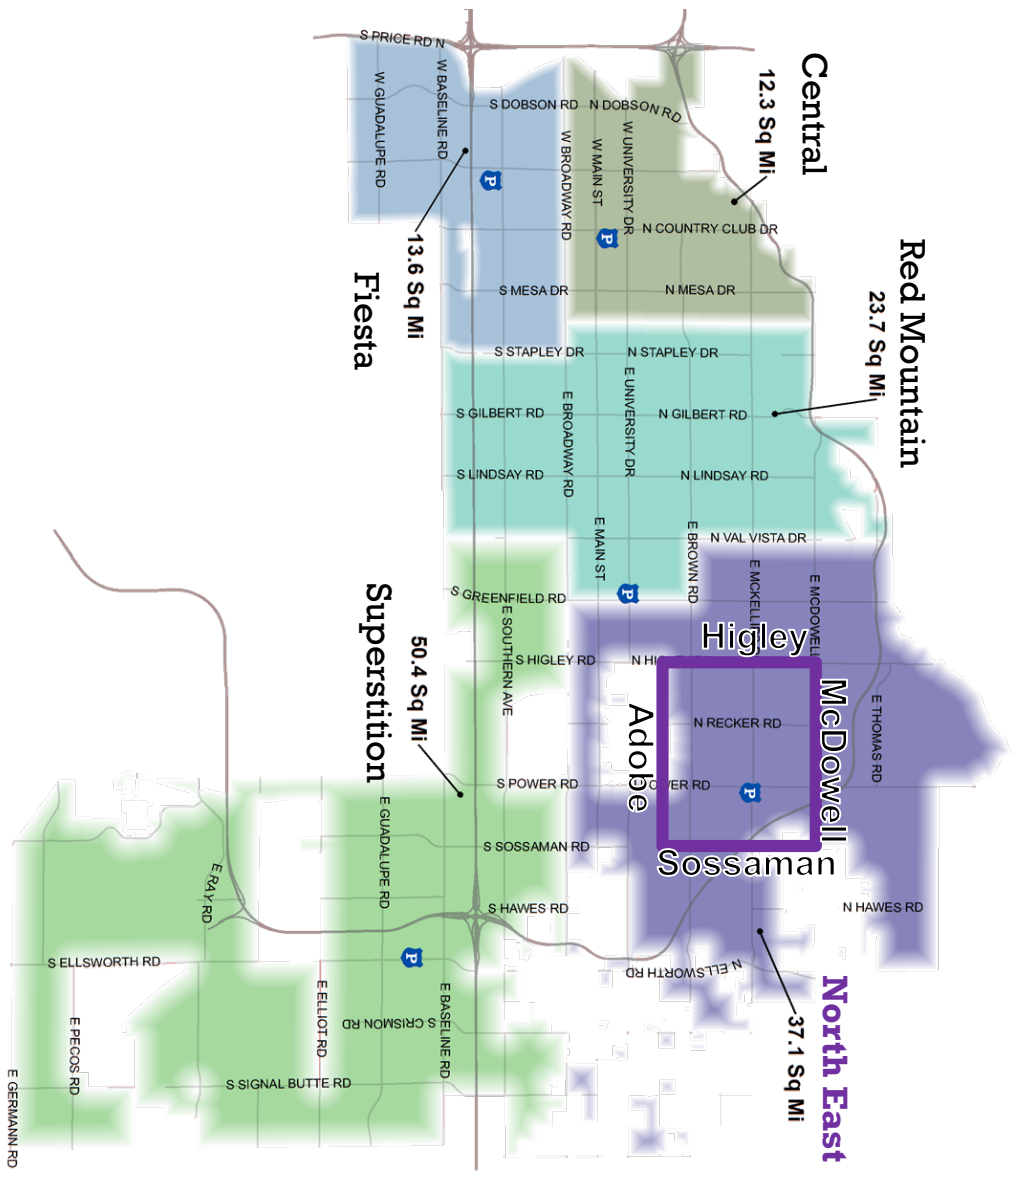 S PRICE RD N
W GUADALUPE RD
W BASELINE RD
S DOBSON RD
N DOBSON RD
W BROADWAY RD
W MAIN ST
W UNIVERSITY DR
Central
12.3 Sq Mi
P
P
N COUNTRY CLUB DR
13.6 Sq Mi
Fiesta
S MESA DR
N MESA DR
Red Mountain
23.7 Sq Mi
S STAPLEY DR
N STAPLEY DR
E BROADWAY RD
E UNIVERSITY DR
S GILBERT RD
N GILBERT RD
S LINDSAY RD
N LINDSAY RD
E MAIN ST
E BROWN RD
N VAL VISTA DR
E MCDOWELL
P
S GREENFIELD RD
E SOUTHERN AVE
Superstition
50.4 Sq Mi
Higley
S HIGLEY RD
McDowell
Adobe
N RECKER RD
E THOMAS RD
S POWER RD
P
S SOSSAMAN RD
Sossaman
E GUADALUPE RD
E RAY RD
S HAWES RD
N HAWES RD
P
S ELLSWORTH RD
N ELLSWORTH RD
North East
37.1 Sq Mi
E ELLIOT RD
S CRISMON RD
E BASELINE RD
E PECOS RD
S SIGNAL BUTTE RD
E GERMANN RD